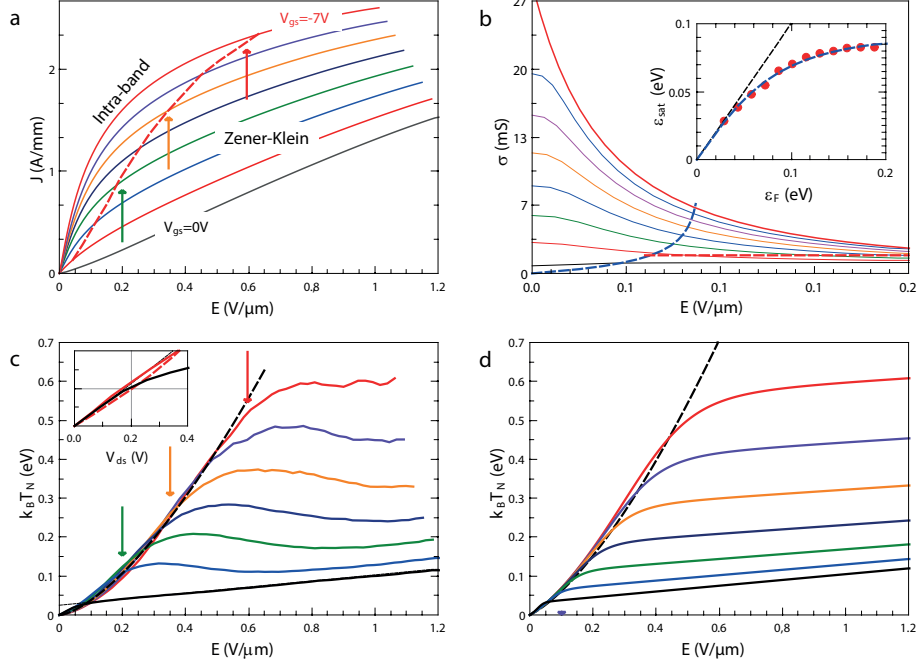 a
V_gs=-7V
Intra-band
Zener-Klein
V_gs=0V
J (A/mm)
2
1
0
0 0.2 0.4 0.6 0.8 1 1.2
E (V/μm)
b
σ (mS)
27
20
13
7
0
0.0 0.1 0.1 0.1 0.2
E (V/μm)
ε_sat (eV)
0.1
0.05
0
0 0.1 0.2
ε_F (eV)
c
k_B T_N (eV)
0.7
0.6
0.5
0.4
0.3
0.2
0.1
0
0 0.2 0.4 0.6 0.8 1 1.2
E (V/μm)
0.0 0.4
V_ds (V)
d
k_B T_N (eV)
0.7
0.6
0.5
0.4
0.3
0.2
0.1
0
0 0.2 0.4 0.6 0.8 1 1.2
E (V/μm)